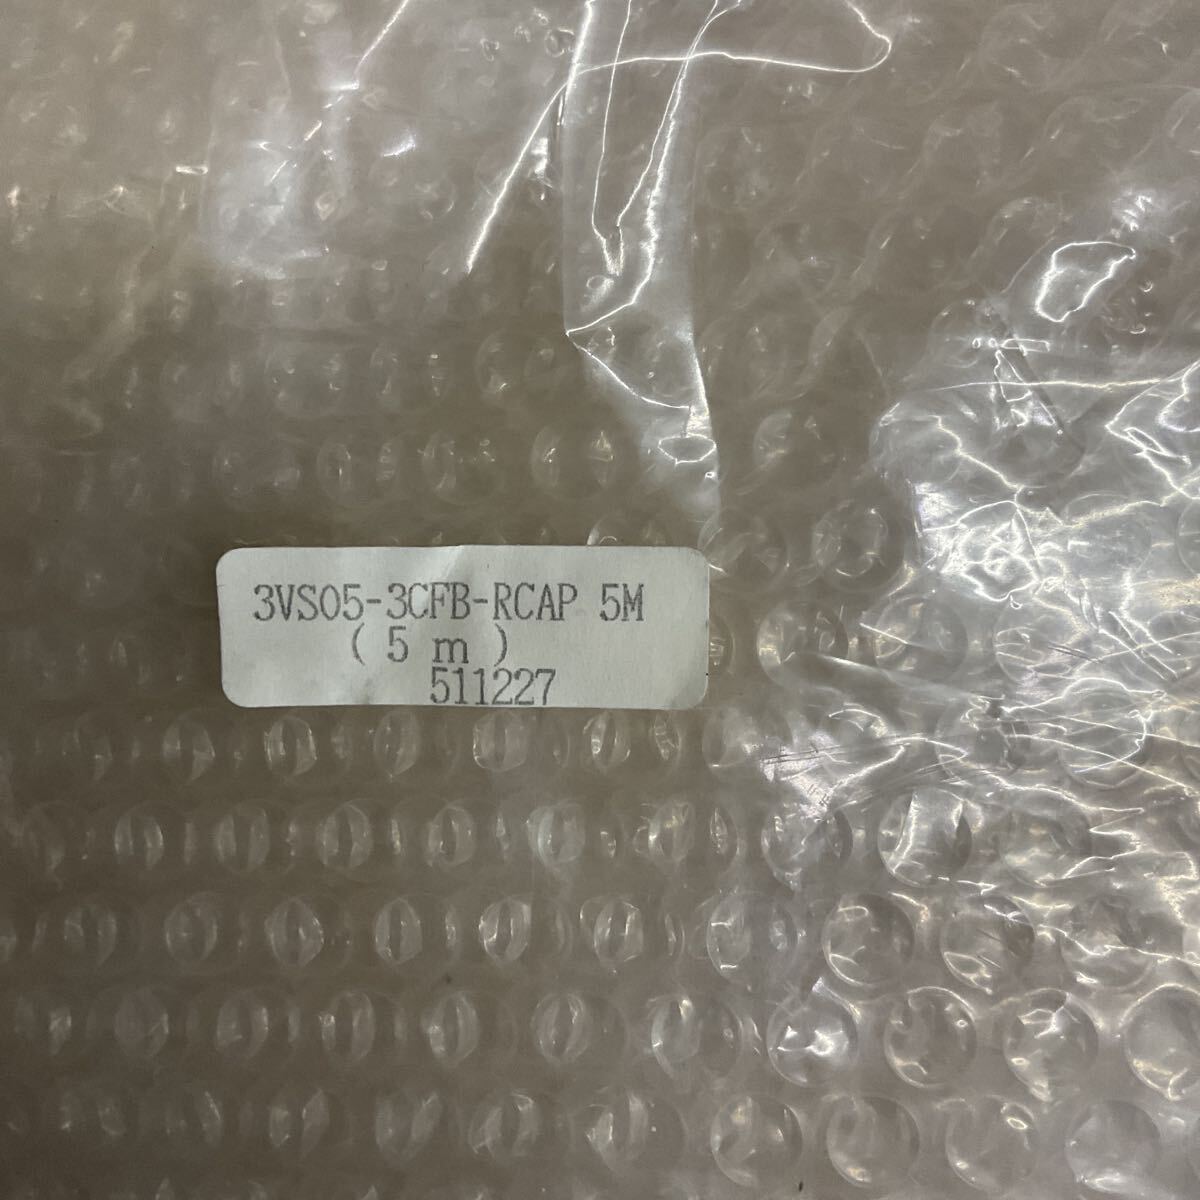 3VS05-3CFB-RCAP 5M
( 5 m )
511227